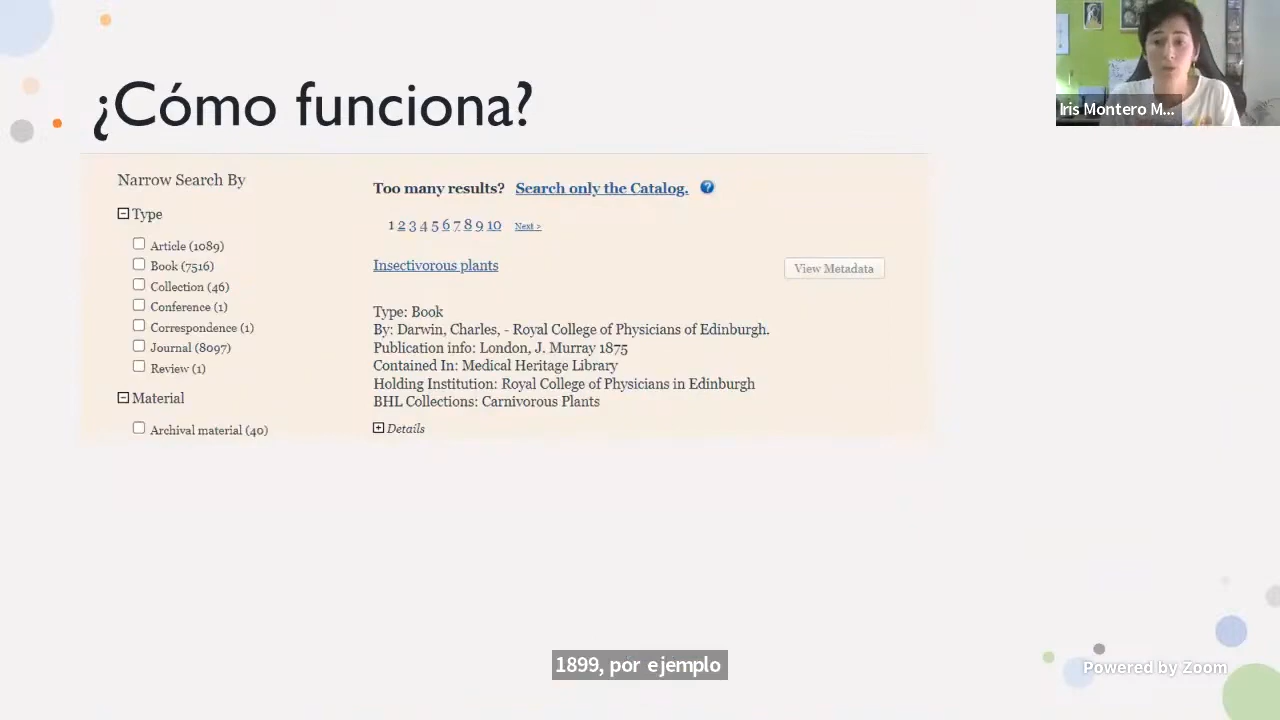 ¿Cómo funciona?
Iris Montero M...
Narrow Search By
Type
Article (1089)
Book (7516)
Collection (46)
Conference (1)
Correspondence (1)
Journal (8097)
Review (1)
Material
Archival material (40)
Too many results? Search only the Catalog. ?
1 2 3 4 5 6 7 8 9 10 Next >
Insectivorous plants
View Metadata
Type: Book
By: Darwin, Charles, - Royal College of Physicians of Edinburgh.
Publication info: London, J. Murray 1875
Contained In: Medical Heritage Library
Holding Institution: Royal College of Physicians in Edinburgh
BHL Collections: Carnivorous Plants
Details
1899, por ejemplo
Powered by Zoom